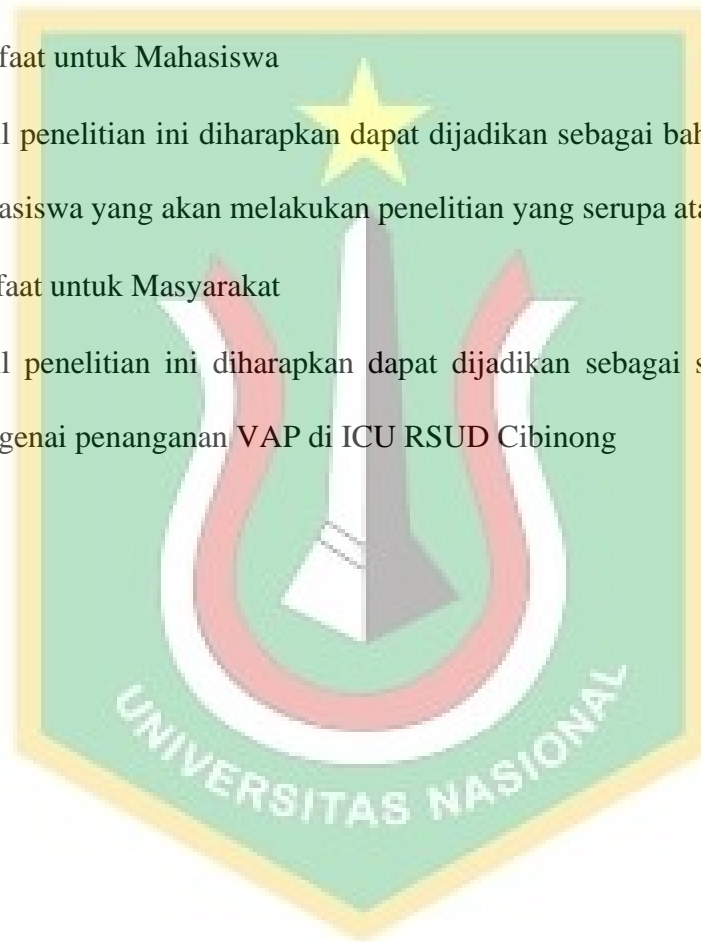 faat untuk Mahasiswa
l penelitian ini diharapkan dapat dijadikan sebagai bah
asiswa yang akan melakukan penelitian yang serupa ata
faat untuk Masyarakat
l penelitian ini diharapkan dapat dijadikan sebagai s
genai penanganan VAP di ICU RSUD Cibinong
UNIVERSITAS NASIONAL